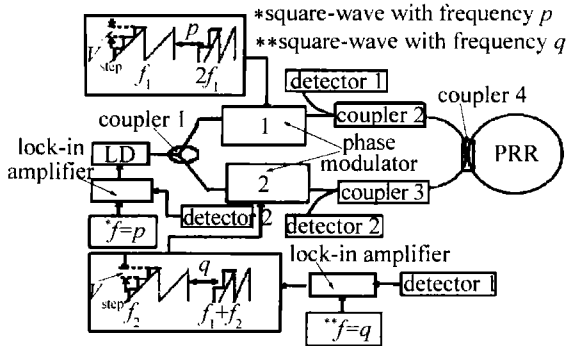 *square-wave with frequency p
**square-wave with frequency q
V step
f1
p
2f1
detector 1
coupler 4
coupler 1
1
coupler 2
PRR
lock-in
amplifier
LD
phase
modulator
2
coupler 3
*f=p
detector 2
detector 2
lock-in amplifier
V step
f2
q
f1+f2
detector 1
**f=q